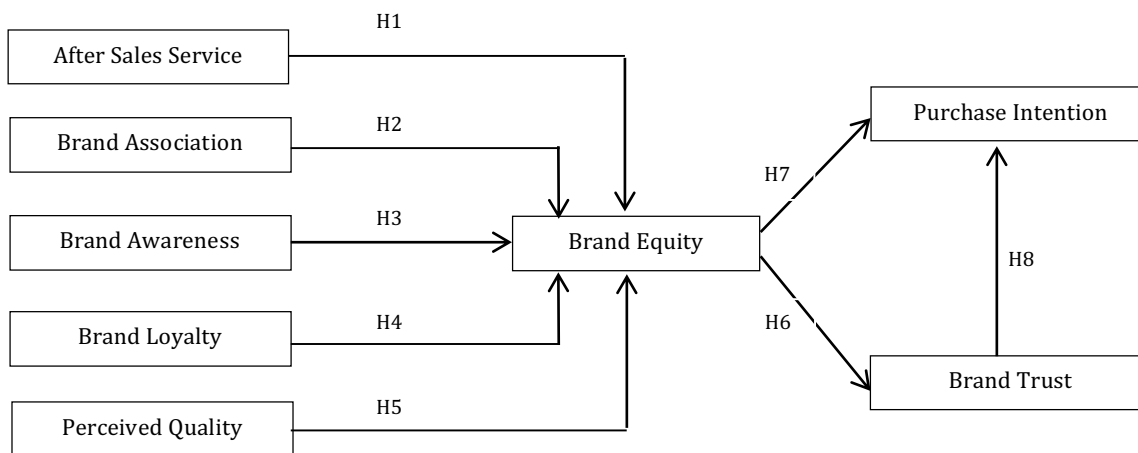 H1
After Sales Service
Purchase Intention
H2
Brand Association
H7
H3
Brand Awareness
Brand Equity
H8
H4
H6
Brand Loyalty
Brand Trust
H5
Perceived Quality